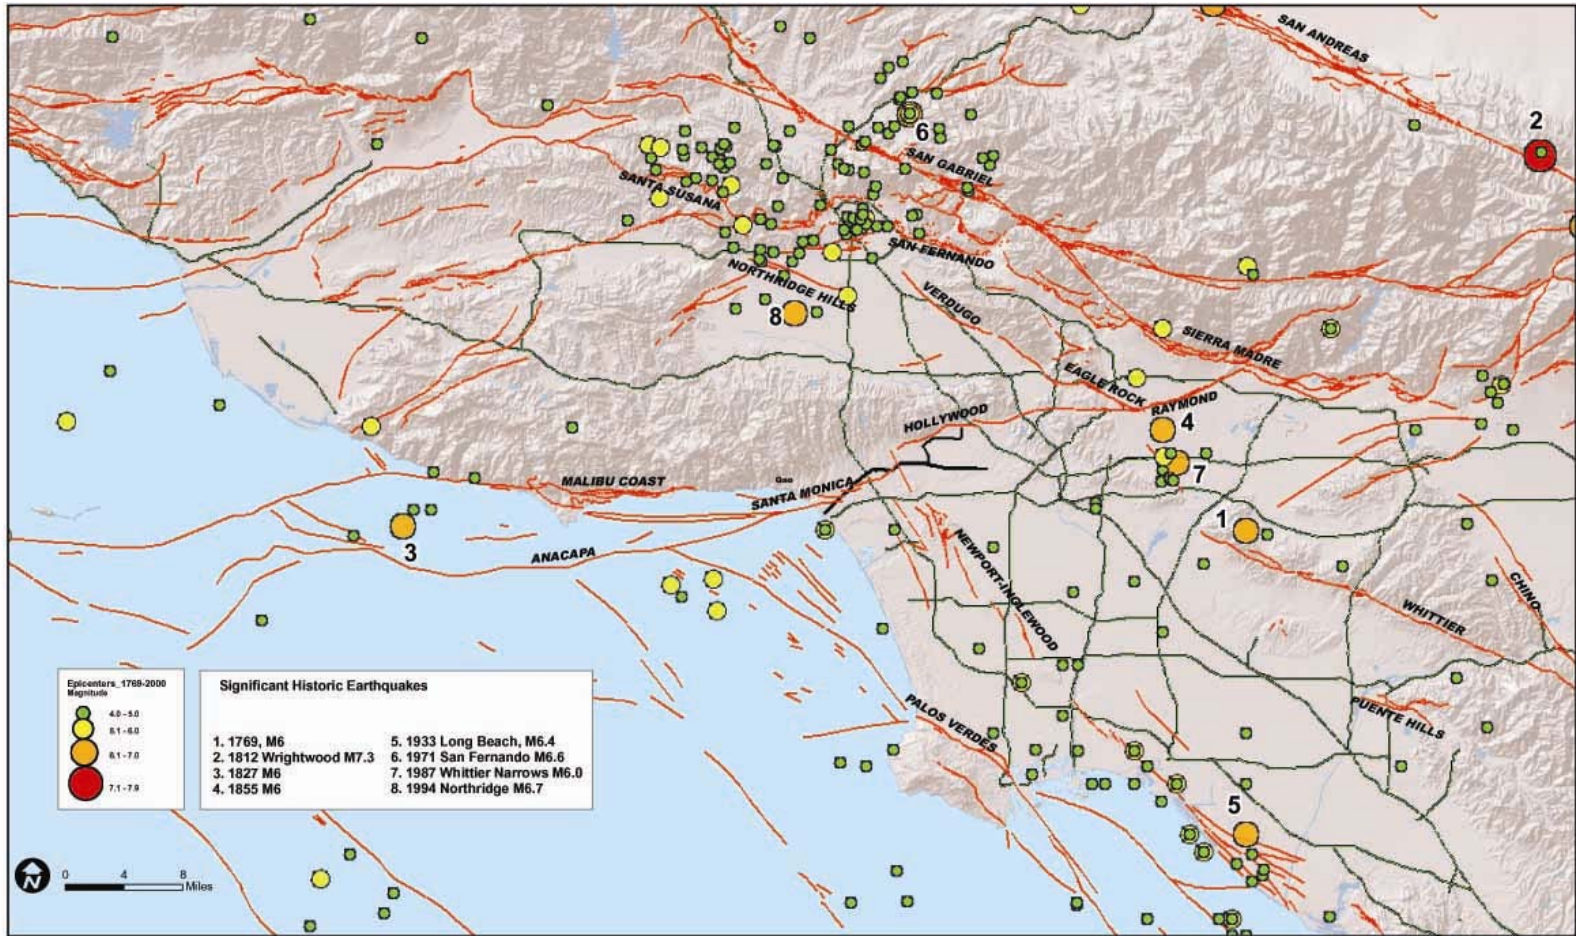 SAN ANDREAS
2
6
SAN GABRIEL
SANTA SUSANA
SAN FERNANDO
NORTHRIDGE HILLS
VERDUGO
8
SIERRA MADRE
EAGLE ROCK
RAYMOND
HOLLYWOOD
4
MALIBU COAST
SANTA MONICA
7
1
3
ANACAPA
NEWPORT-INGLEWOOD
CHINO
WHITTIER
PALOS VERDES
PUENTE HILLS
5
Epicenters_1769-2000
Magnitude
4.0 - 5.0
5.1 - 6.0
6.1 - 7.0
7.1 - 7.9
Significant Historic Earthquakes
1. 1769, M6
2. 1812 Wrightwood M7.3
3. 1827 M6
4. 1855 M6
5. 1933 Long Beach, M6.4
6. 1971 San Fernando M6.6
7. 1987 Whittier Narrows M6.0
8. 1994 Northridge M6.7
N
0 4 8
Miles